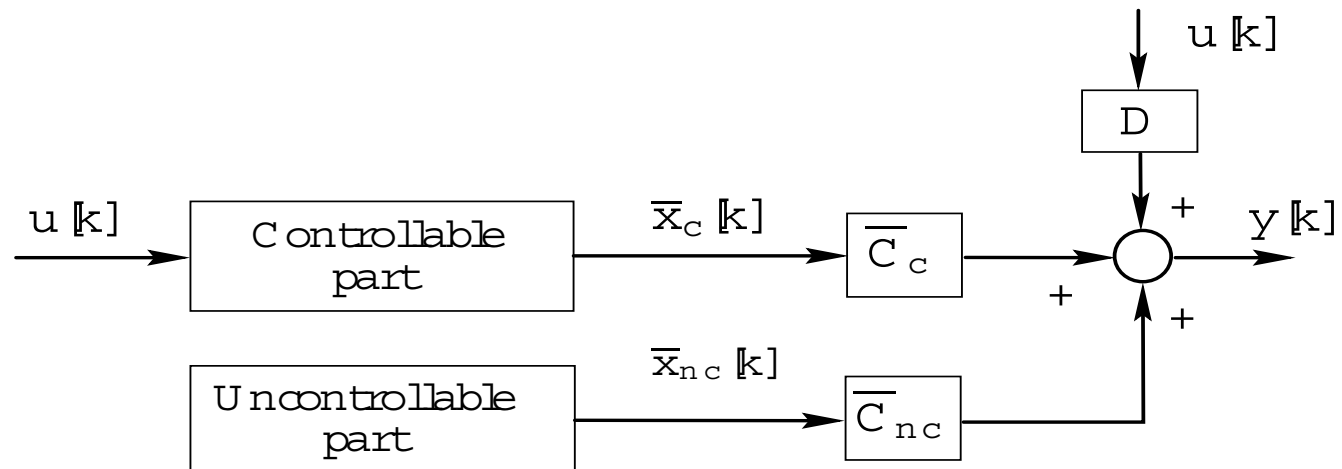 u[k]
D
+
u[k]
Controllable
part
x̅c[k]
C̅c
y[k]
+
+
Uncontrollable
part
x̅nc[k]
C̅nc